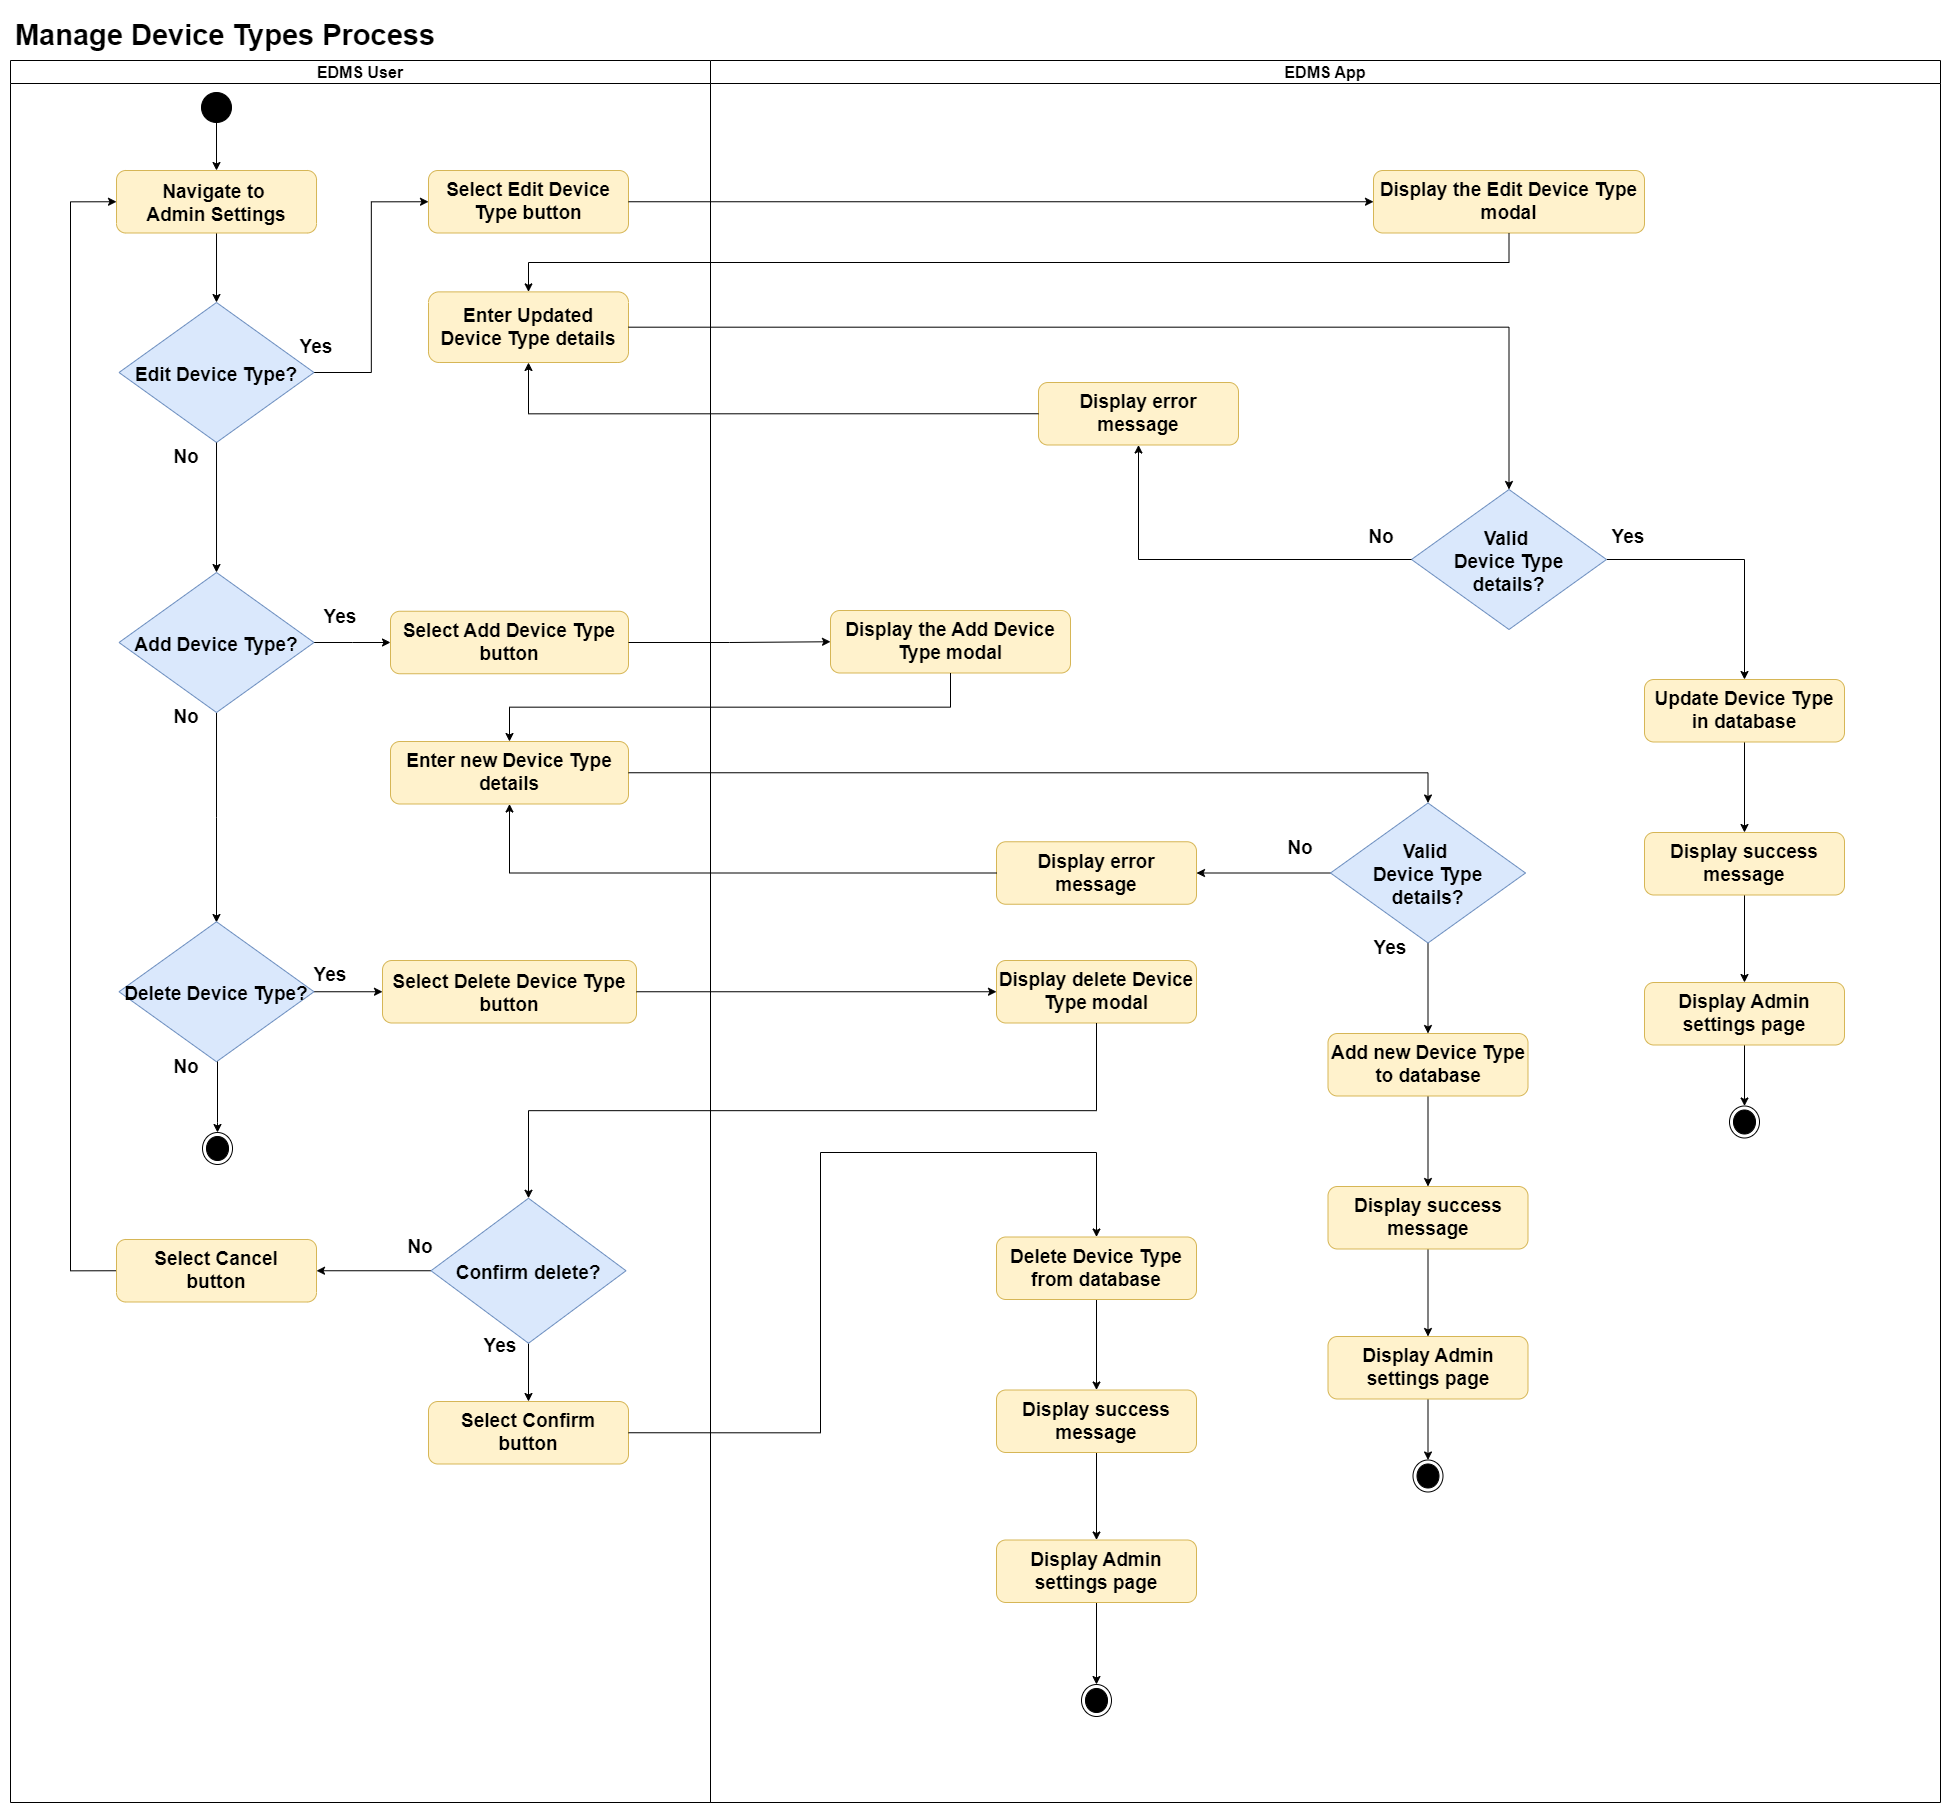 Manage Device Types Process
EDMS User
EDMS App
Navigate to
Admin Settings
Select Edit Device
Type button
Display the Edit Device Type
modal
Enter Updated
Device Type details
Yes
Edit Device Type?
No
Display error
message
No
Valid
Device Type
details?
Yes
Yes
Add Device Type?
No
Select Add Device Type
button
Display the Add Device
Type modal
Update Device Type
in database
Enter new Device Type
details
Display error
message
No
Valid
Device Type
details?
Yes
Display success
message
Yes
Delete Device Type?
No
Select Delete Device Type
button
Display delete Device
Type modal
Display Admin
settings page
Add new Device Type
to database
Display success
message
Select Cancel
button
No
Confirm delete?
Yes
Delete Device Type
from database
Display Admin
settings page
Select Confirm
button
Display success
message
Display Admin
settings page